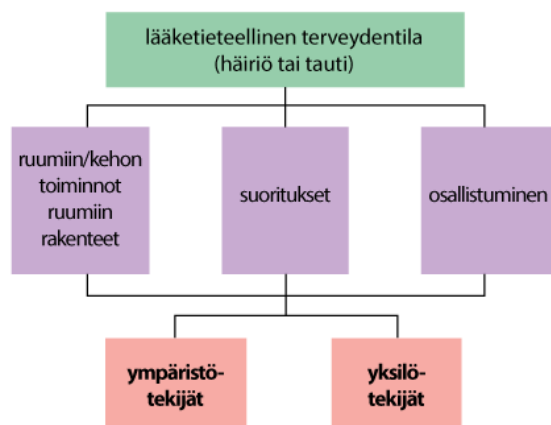 lääketieteellinen terveydentila
(häiriö tai tauti)
ruumiin/kehon
toiminnot
ruumiin
rakenteet
suoritukset
osallistuminen
ympäristö-
tekijät
yksilö-
tekijät